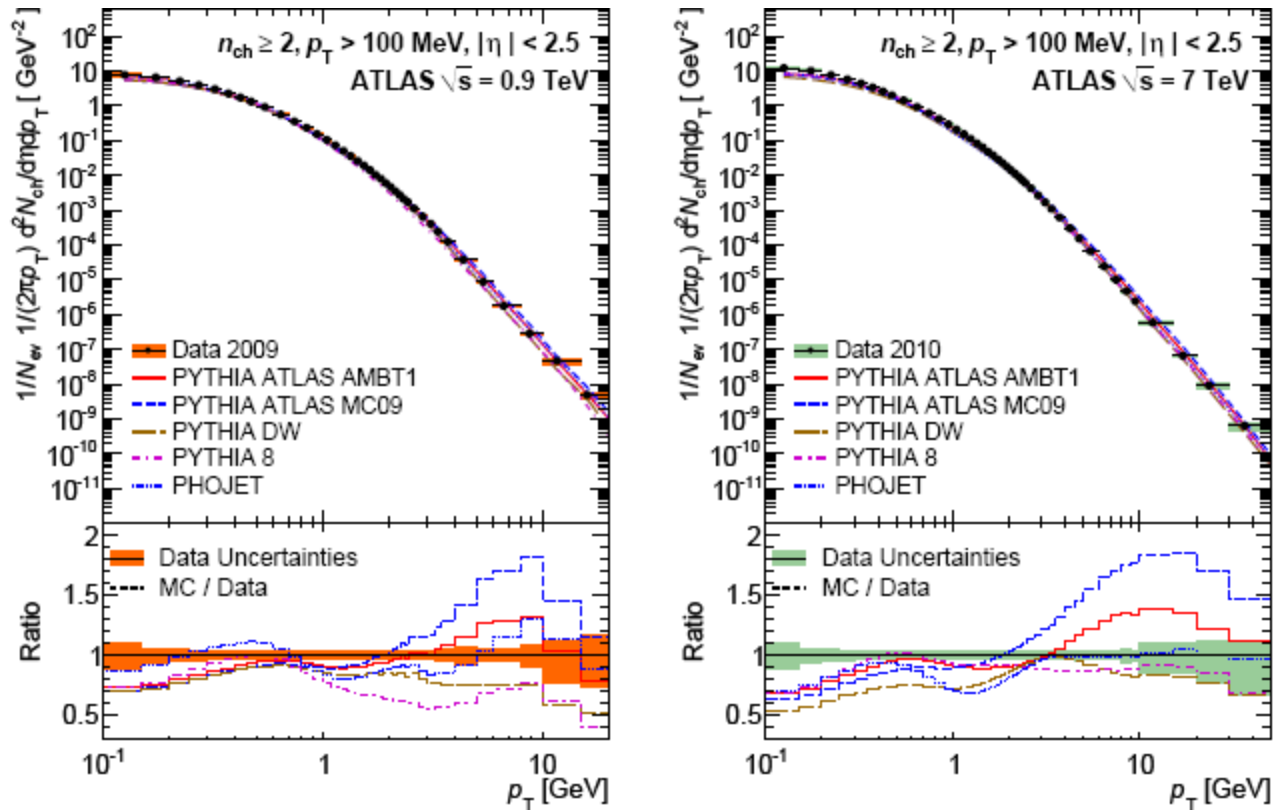 n_ch ≥ 2, p_T > 100 MeV, |η| < 2.5
ATLAS √s = 0.9 TeV
1/N_ev 1/(2πp_T) d²N_ch/dηdp_T [ GeV⁻² ]
10²
10
1
10⁻¹
10⁻²
10⁻³
10⁻⁴
10⁻⁵
10⁻⁶
10⁻⁷
10⁻⁸
10⁻⁹
10⁻¹⁰
10⁻¹¹
Data 2009
PYTHIA ATLAS AMBT1
PYTHIA ATLAS MC09
PYTHIA DW
PYTHIA 8
PHOJET
Ratio
2
1.5
1
0.5
Data Uncertainties
MC / Data
10⁻¹ 1 10
p_T [GeV]
n_ch ≥ 2, p_T > 100 MeV, |η| < 2.5
ATLAS √s = 7 TeV
1/N_ev 1/(2πp_T) d²N_ch/dηdp_T [ GeV⁻² ]
10²
10
1
10⁻¹
10⁻²
10⁻³
10⁻⁴
10⁻⁵
10⁻⁶
10⁻⁷
10⁻⁸
10⁻⁹
10⁻¹⁰
10⁻¹¹
Data 2010
PYTHIA ATLAS AMBT1
PYTHIA ATLAS MC09
PYTHIA DW
PYTHIA 8
PHOJET
Ratio
2
1.5
1
0.5
Data Uncertainties
MC / Data
10⁻¹ 1 10
p_T [GeV]